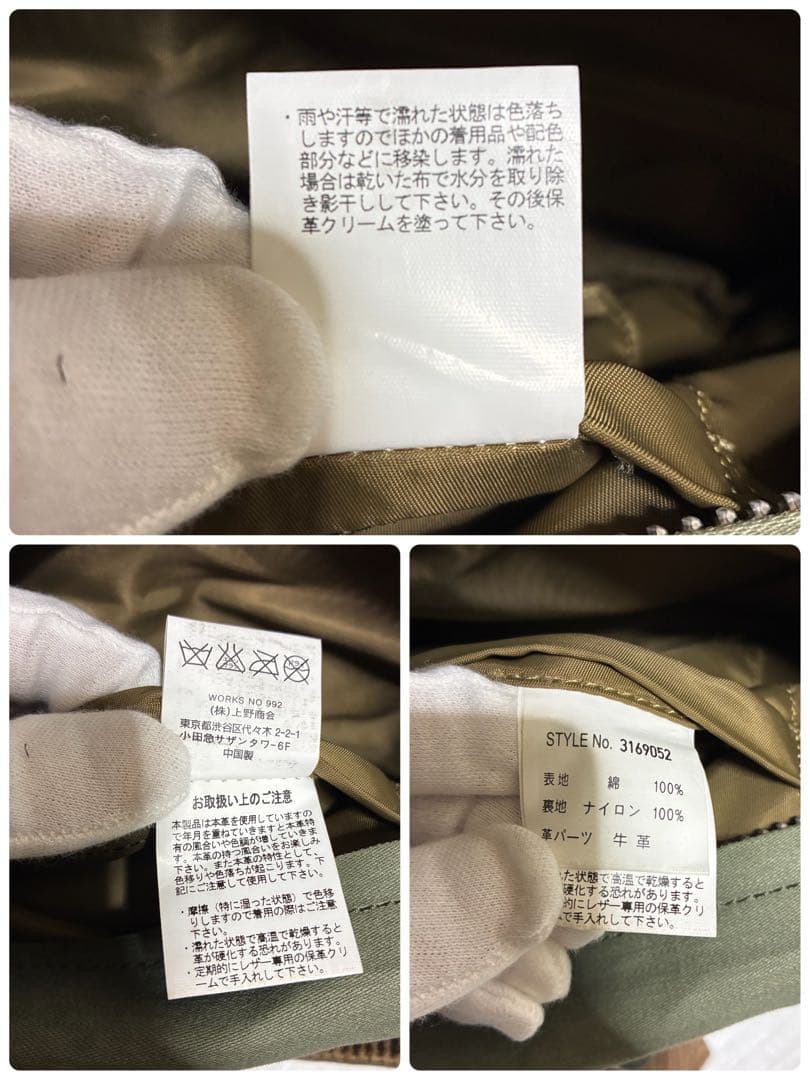 ・雨や汗等で濡れた状態は色落ち
しますのでほかの着用品や配色
部分などに移染します。濡れた
場合は乾いた布で水分を取り除
き影干しして下さい。その後保
革クリームを塗って下さい。
WORKS NO 992
(株)上野商会
東京都渋谷区代々木 2-2-1
小田急サザンタワー6F
中国製
お取扱い上のご注意
本製品は本革を使用していますの
で年月を重ねていきますと本革特
有の風合いや色調が増していきま
す。本革の持つ風合いをお楽しみ
下さい。また本革の特性として、
色移りや色落ちが起こります。下
記にご注意して使用して下さい。
・摩擦（特に湿った状態）で色移
りしますので着用の際はご注意
下さい。
・濡れた状態で高温で乾燥すると
革が硬化する恐れがあります。
・定期的にレザー専用の保革クリ
ームで手入れして下さい。
STYLE No. 3169052
表地 綿 100%
裏地 ナイロン 100%
革パーツ 牛革
った状態で高温で乾燥すると
硬化する恐れがあります。
的にレザー専用の保革クリ
ムで手入れして下さい。